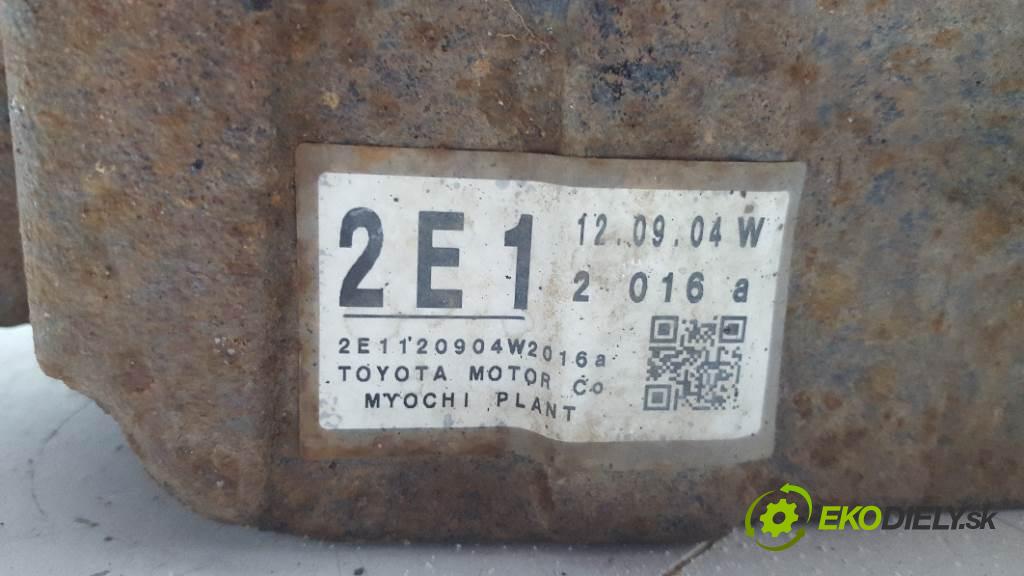 2E1
12.09.04 W
2 016 a
2E1120904W2016a
TOYOTA MOTOR Co
MYOCHI PLANT
EKODIELY.SK